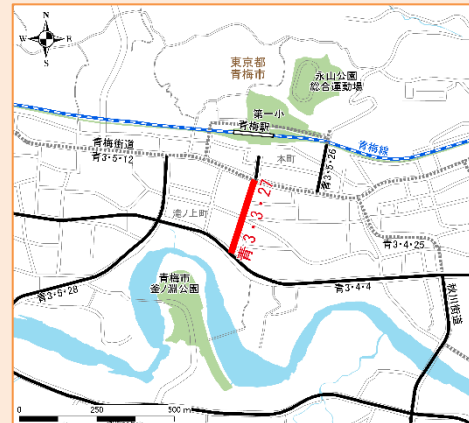 N
W
E
S
東京都
青梅市
永山公園
総合運動場
第一小
青梅駅
青梅線
青梅街道
青3・5・12
本町
青3・5・26
滝ノ上町
青3・3・27
青3・4・25
青梅市
釜ノ淵公園
青3・5・28
青3・4・4
秋川街道
0 250 500 m